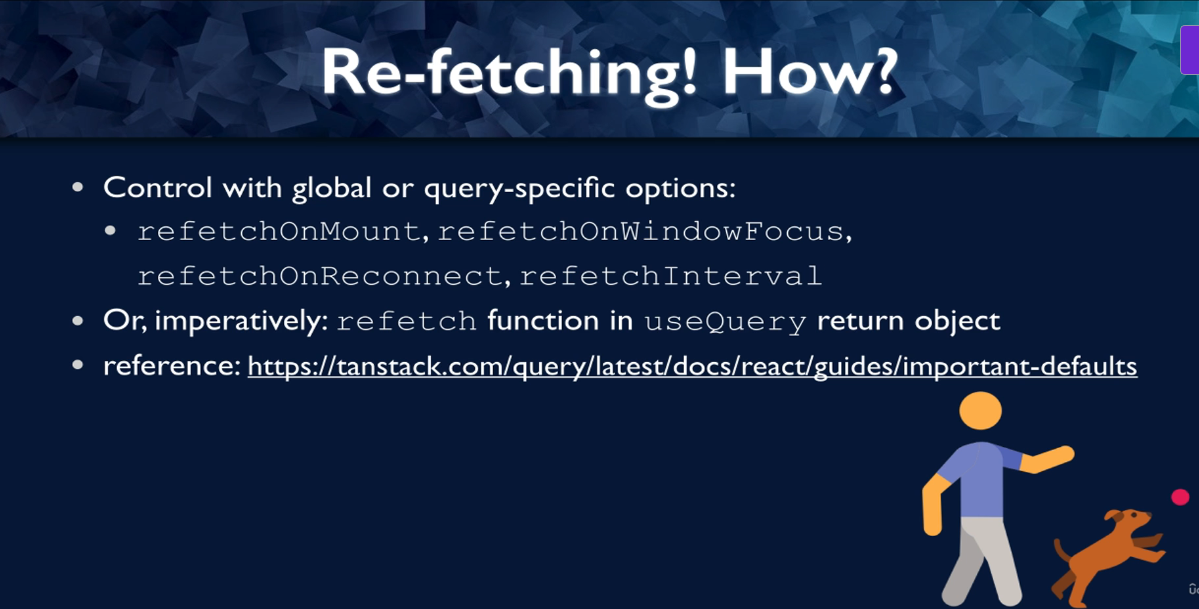 Re-fetching! How?
• Control with global or query-specific options:
• refetchOnMount, refetchOnWindowFocus,
refetchOnReconnect, refetchInterval
• Or, imperatively: refetch function in useQuery return object
• reference: https://tanstack.com/query/latest/docs/react/guides/important-defaults